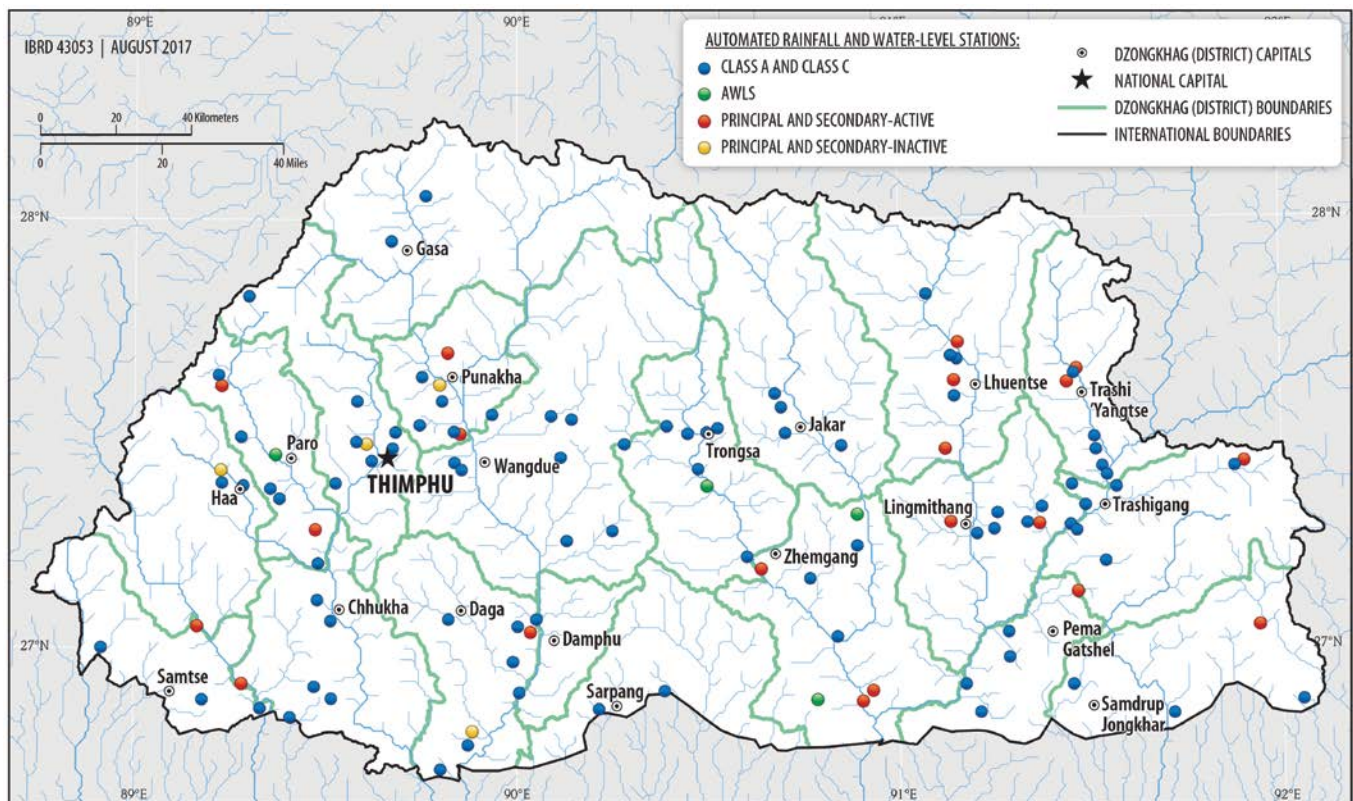 89°E
90°E
91°E
92°E
IBRD 43053 | AUGUST 2017
0 20 40 Kilometers
0 20 40 Miles
AUTOMATED RAINFALL AND WATER-LEVEL STATIONS:
CLASS A AND CLASS C
AWLS
PRINCIPAL AND SECONDARY-ACTIVE
PRINCIPAL AND SECONDARY-INACTIVE
DZONGKHAG (DISTRICT) CAPITALS
NATIONAL CAPITAL
DZONGKHAG (DISTRICT) BOUNDARIES
INTERNATIONAL BOUNDARIES
28°N
28°N
Gasa
Punakha
Lhuentse
Trashi
'Yangtse
Paro
Trongsa
Jakar
Wangdue
THIMPHU
Haa
Lingmithang
Trashigang
Zhemgang
Chhukha
Daga
Damphu
Pema
Gatshel
27°N
27°N
Samtse
Sarpang
Samdrup
Jongkhar
89°E
90°E
91°E
92°E